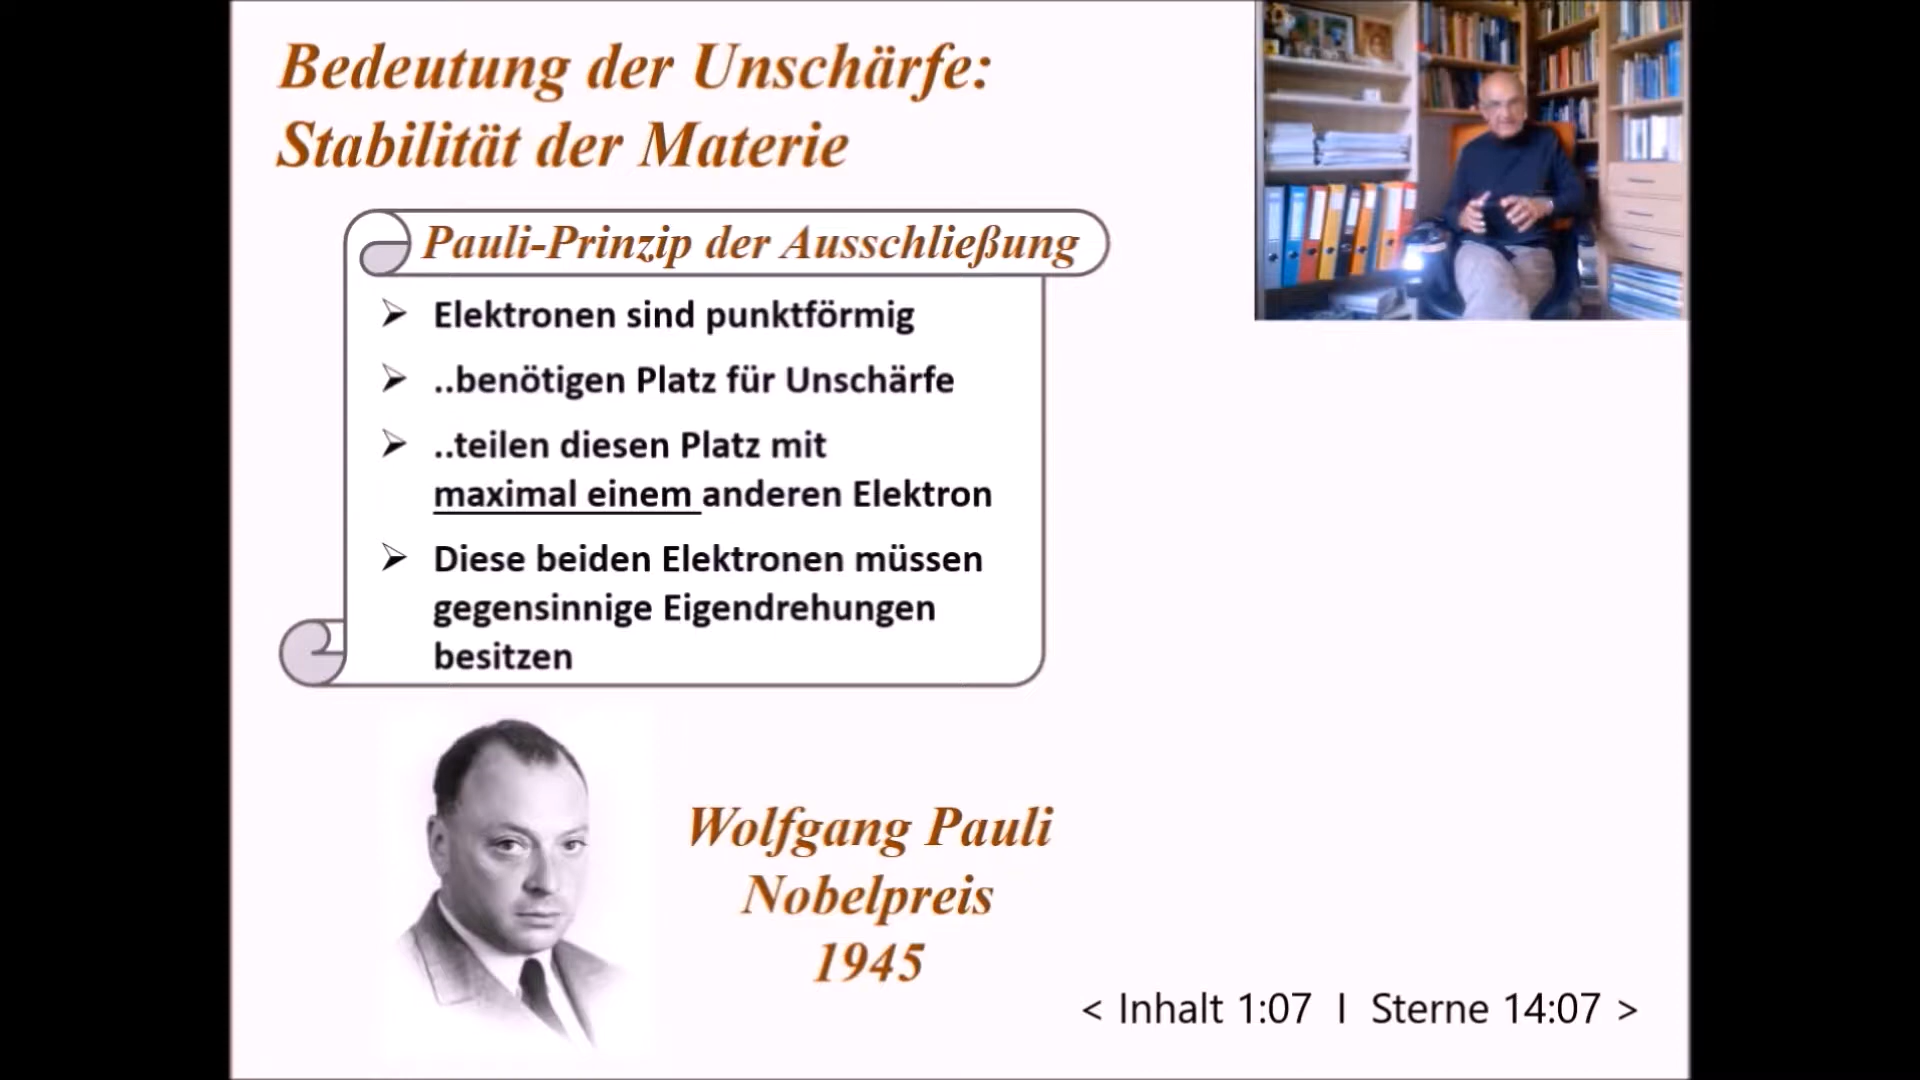 Bedeutung der Unschärfe:
Stabilität der Materie
Pauli-Prinzip der Ausschließung
Elektronen sind punktförmig
..benötigen Platz für Unschärfe
..teilen diesen Platz mit
maximal einem anderen Elektron
Diese beiden Elektronen müssen
gegensinnige Eigendrehungen
besitzen
Wolfgang Pauli
Nobelpreis
1945
< Inhalt 1:07 I Sterne 14:07 >